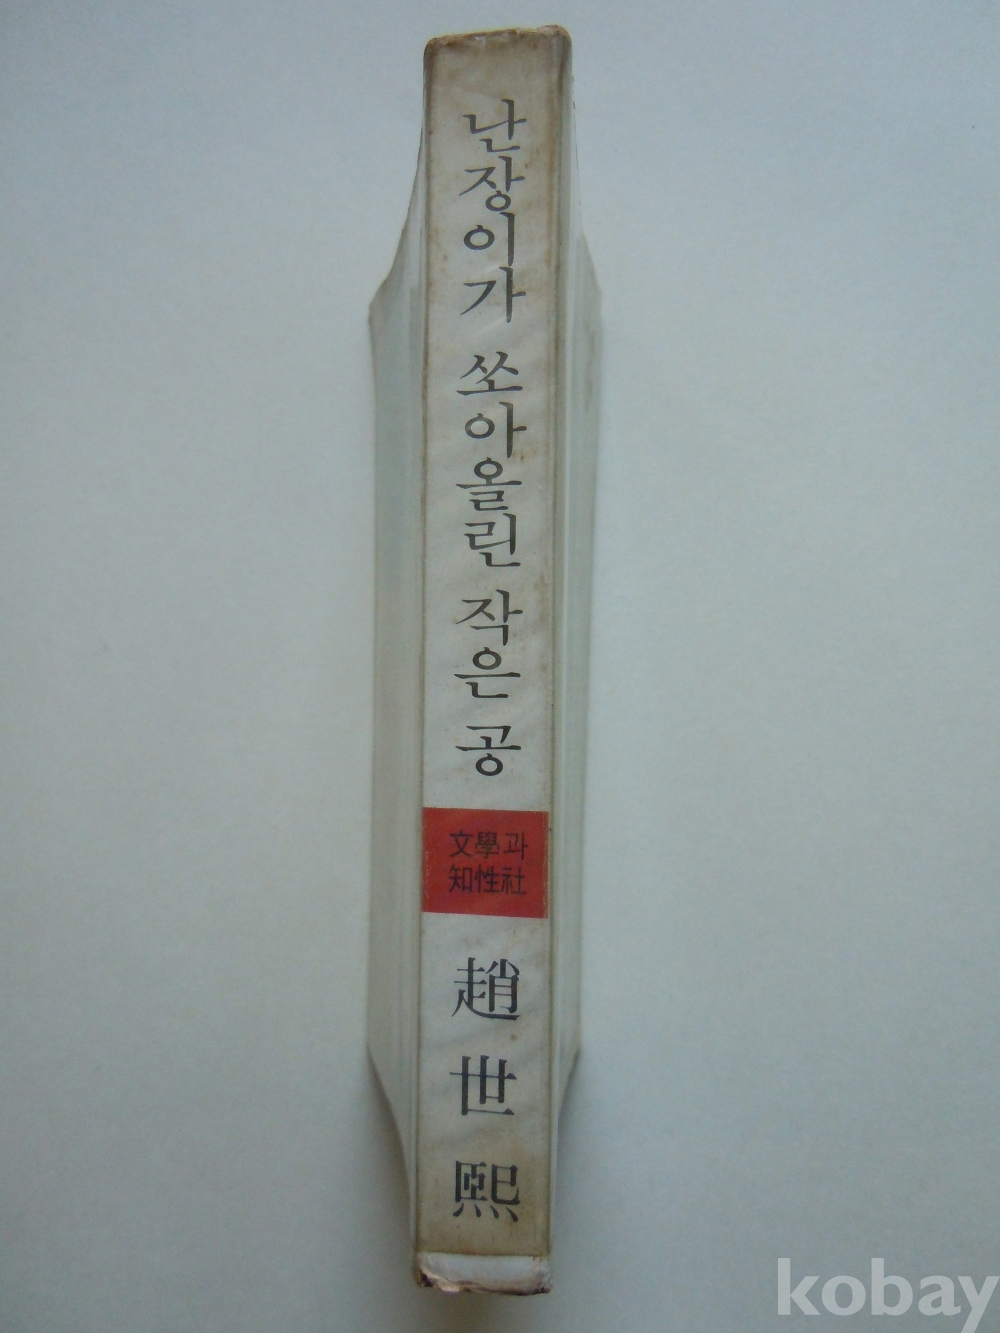 난장이가 쏘아올린 작은 공
文學과
知性社
趙世熙
kobay